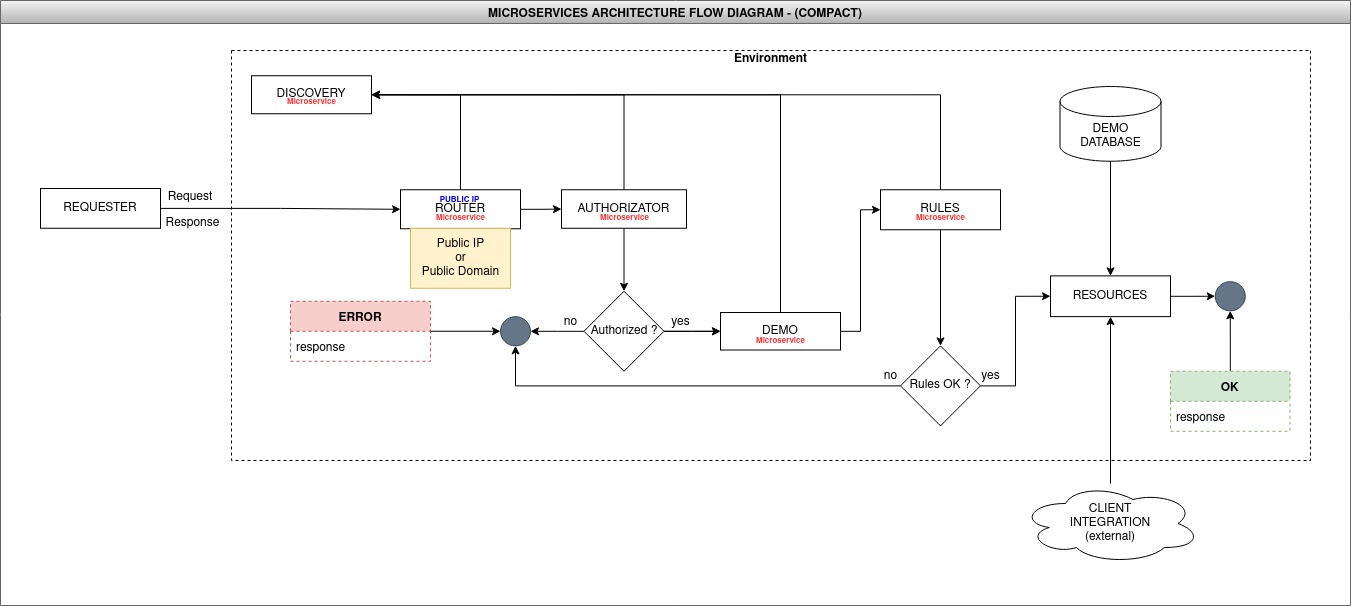 MICROSERVICES ARCHITECTURE FLOW DIAGRAM - (COMPACT)
Environment
DISCOVERY
Microservice
DEMO
DATABASE
REQUESTER
Request
Response
PUBLIC IP
ROUTER
Microservice
Public IP
or
Public Domain
AUTHORIZATOR
Microservice
RULES
Microservice
ERROR
response
no
Authorized ?
yes
DEMO
Microservice
no
Rules OK ?
yes
RESOURCES
OK
response
CLIENT
INTEGRATION
(external)